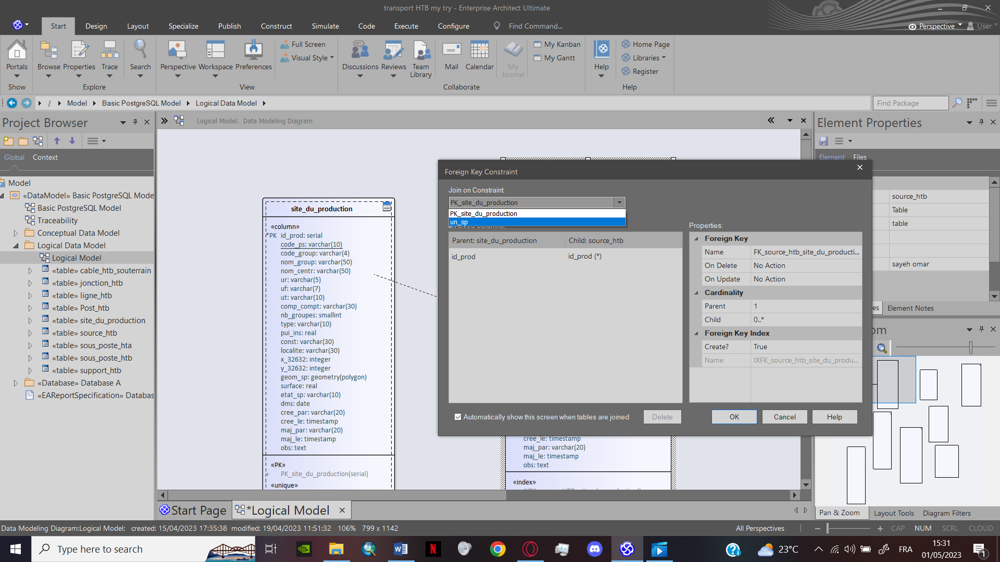 transport HTB my try - Enterprise Architect Ultimate
Start
Design
Layout
Specialize
Publish
Construct
Simulate
Code
Execute
Configure
Find Command...
Perspective
User
Portals
Browse
Properties
Trace
Search
Perspective
Workspace
Preferences
Full Screen
Visual Style
Discussions
Reviews
Team Library
Mail
Calendar
My Journal
My Kanban
My Gantt
Help
Home Page
Libraries
Register
Show
Explore
View
Collaborate
Help
/
Model
Basic PostgreSQL Model
Logical Data Model
Find Package
Project Browser
Global
Context
Model
«DataModel» Basic PostgreSQL Mode
Basic PostgreSQL Model
Traceability
Conceptual Data Model
Logical Data Model
Logical Model
«table» cable_htb_souterrain
«table» jonction_htb
«table» ligne_htb
«table» Post_htb
«table» site_du_production
«table» source_htb
«table» sous_poste_hta
«table» sous_poste_htb
«table» support_htb
«Database» Database A
«EAReportSpecification» Databas
Logical Model. Data Modeling Diagram
site_du_production
«column»
*PK id_prod: serial
code_ps: varchar(10)
code_group: varchar(4)
nom_group: varchar(50)
nom_centr: varchar(50)
ur: varchar(5)
uf: varchar(7)
ut: varchar(10)
comp_compt: varchar(30)
nb_groupes: smallint
type: varchar(10)
pui_ins: real
const: varchar(30)
localite: varchar(30)
x_32632: integer
y_32632: integer
geom_sp: geometry(polygon)
surface: real
etat_sp: varchar(10)
dms: date
cree_par: varchar(20)
cree_le: timestamp
maj_par: varchar(20)
maj_le: timestamp
obs: text
«PK»
+ PK_site_du_production(serial)
«unique»
Foreign Key Constraint
Join on Constraint:
PK_site_du_production
PK_site_du_production
un_sp
Involved Columns:
Parent: site_du_production
Child: source_htb
id_prod
id_prod (*)
Properties:
Foreign Key
Name FK_source_htb_site_du_producti...
On Delete No Action
On Update No Action
Cardinality
Parent 1
Child 0..*
Foreign Key Index
Create? True
Name IXFK_source_htb_site_du_produ...
Automatically show this screen when tables are joined
Delete
OK
Cancel
Help
cree_le: timestamp
maj_par: varchar(20)
maj_le: timestamp
obs: text
«index»
Element Properties
Element
Files
source_htb
Table
table
sayeh omar
es
Element Notes
om
Pan & Zoom
Layout Tools
Diagram Filters
Start Page
*Logical Model
Data Modeling Diagram:Logical Model: created: 15/04/2023 17:35:38 modified: 19/04/2023 11:51:32 106% 799 x 1142
All Perspectives
CAP
NUM
SCRL
CLOUD
Type here to search
23°C
FRA
15:31
01/05/2023
1